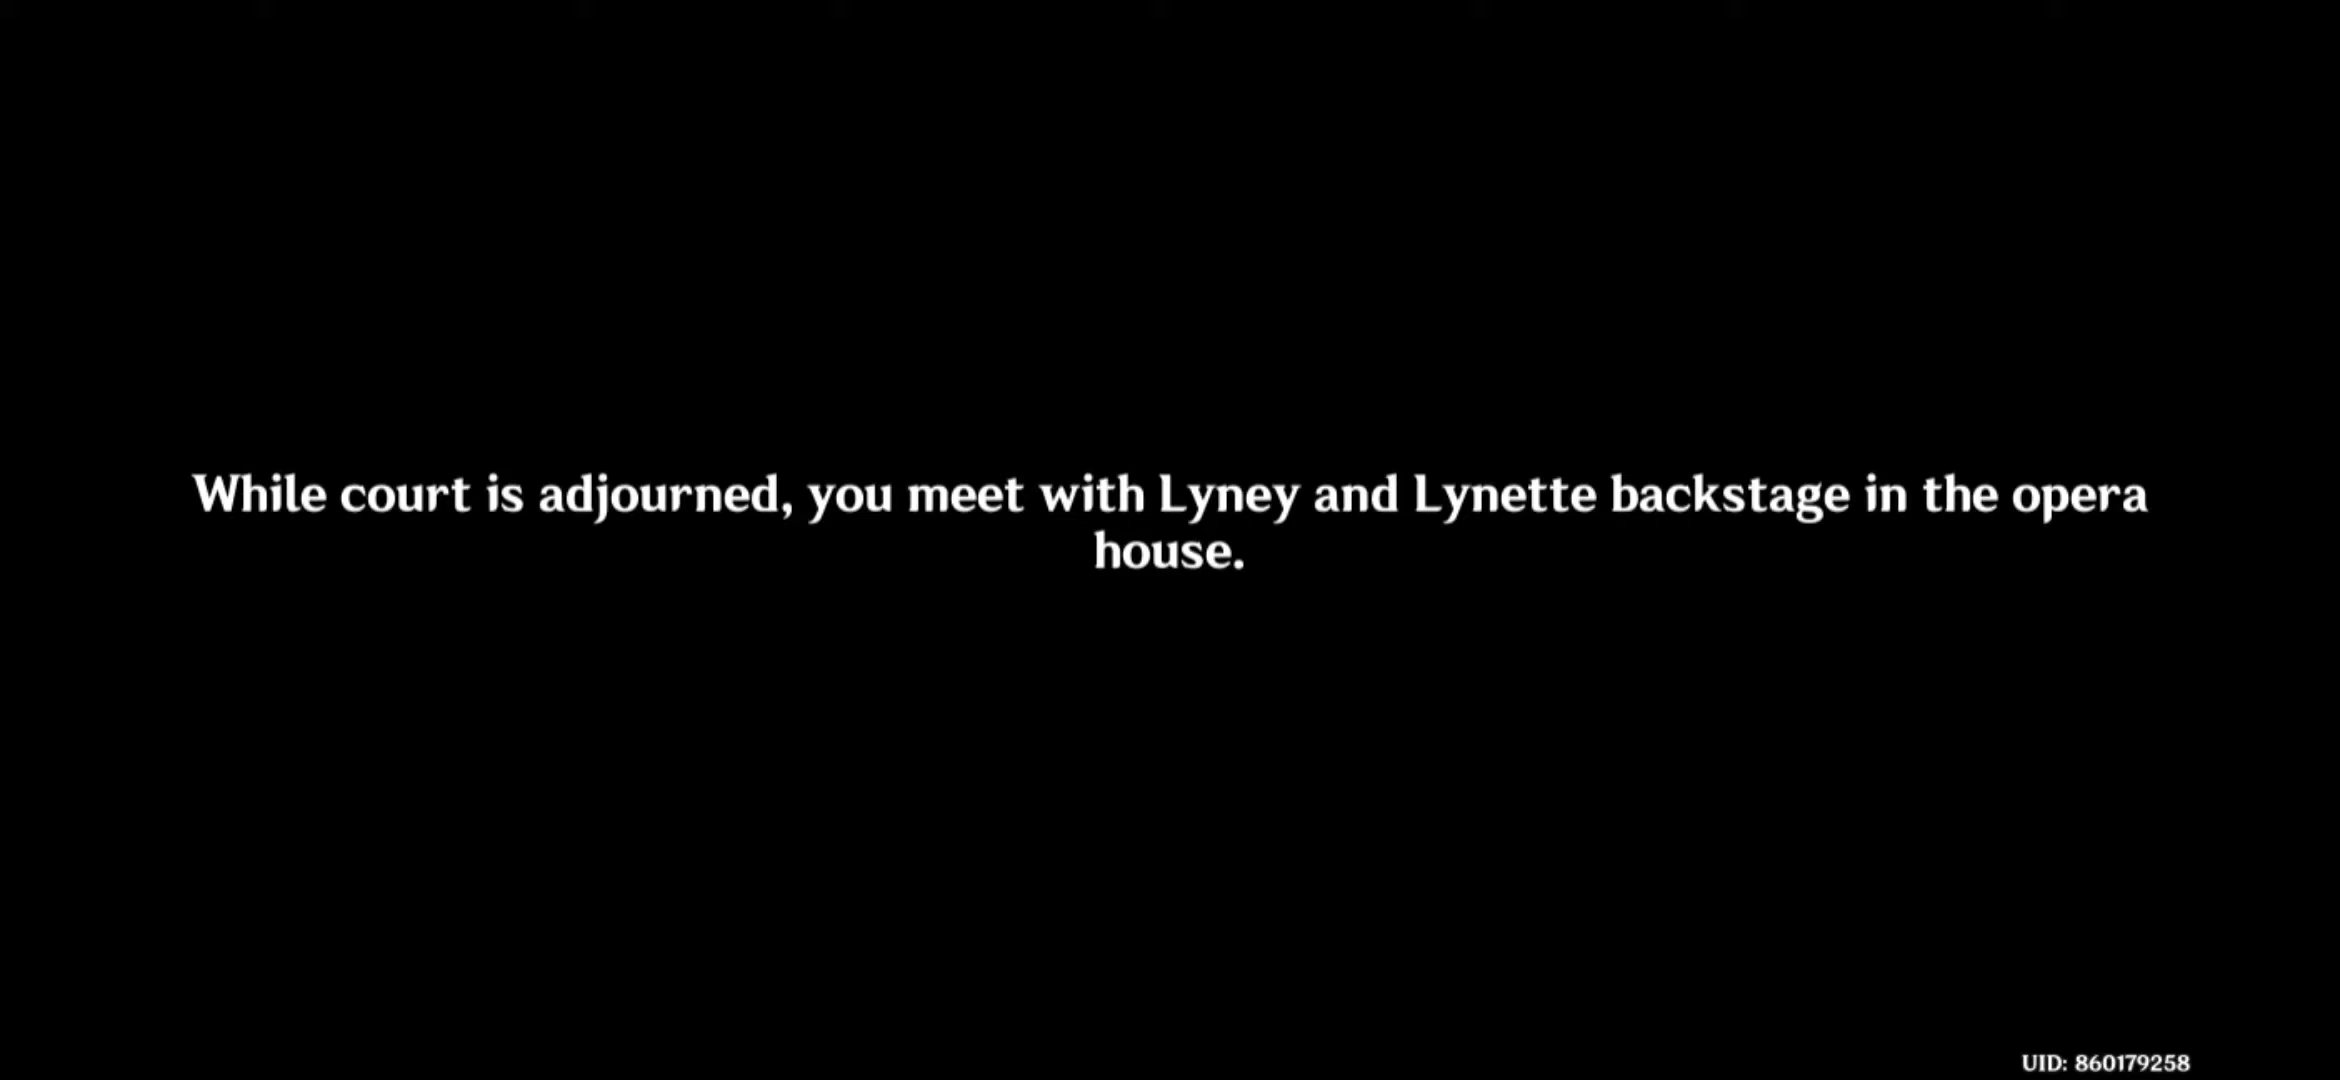 While court is adjourned, you meet with Lyney and Lynette backstage in the opera
house.
UID: 860179258